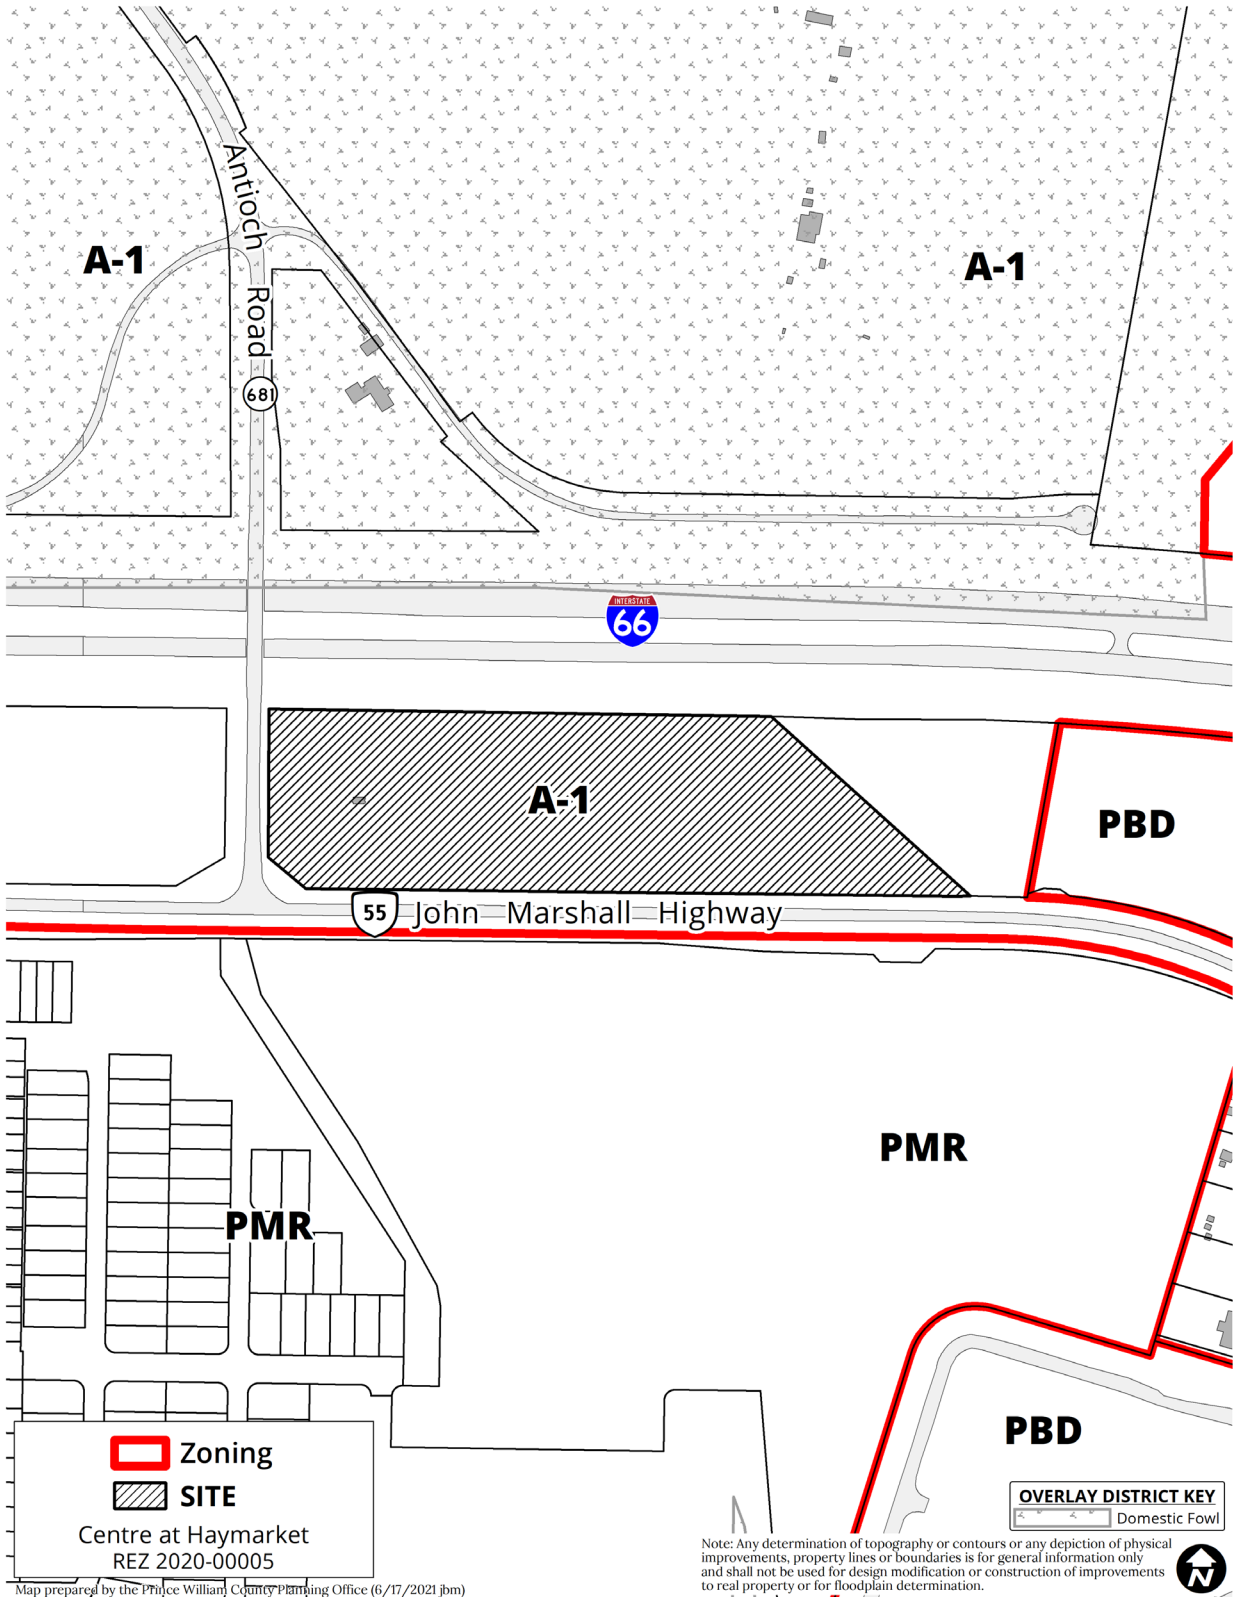 Antioch Road
A-1
A-1
681
INTERSTATE
66
A-1
PBD
55
John Marshall Highway
PMR
PMR
PBD
Zoning
SITE
Centre at Haymarket
REZ 2020-00005
OVERLAY DISTRICT KEY
Domestic Fowl
Note: Any determination of topography or contours or any depiction of physical
improvements, property lines or boundaries is for general information only
and shall not be used for design modification or construction of improvements
to real property or for floodplain determination.
N
Map prepared by the Prince William County Planning Office (6/17/2021 jbm)